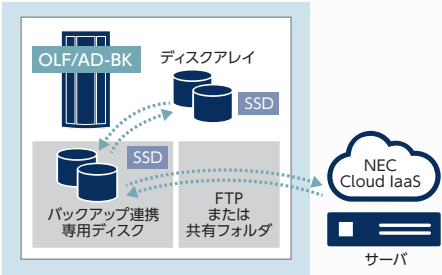 OLF/AD-BK
ディスクアレイ
SSD
SSD
バックアップ連携
専用ディスク
FTP
または
共有フォルダ
NEC
Cloud IaaS
サーバ